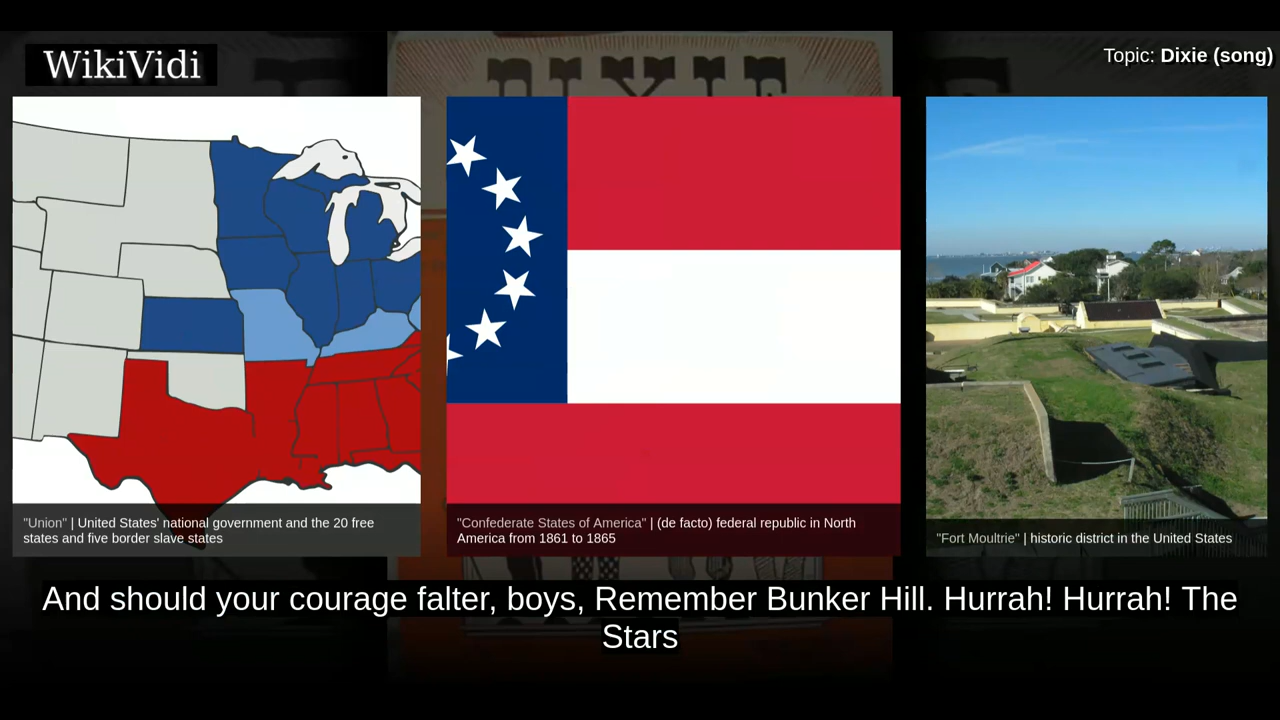 WikiVidi
Topic: Dixie (song)
DIXIE
"Union" | United States' national government and the 20 free
states and five border slave states
"Confederate States of America" | (de facto) federal republic in North
America from 1861 to 1865
"Fort Moultrie" | historic district in the United States
And should your courage falter, boys, Remember Bunker Hill. Hurrah! Hurrah! The
Stars